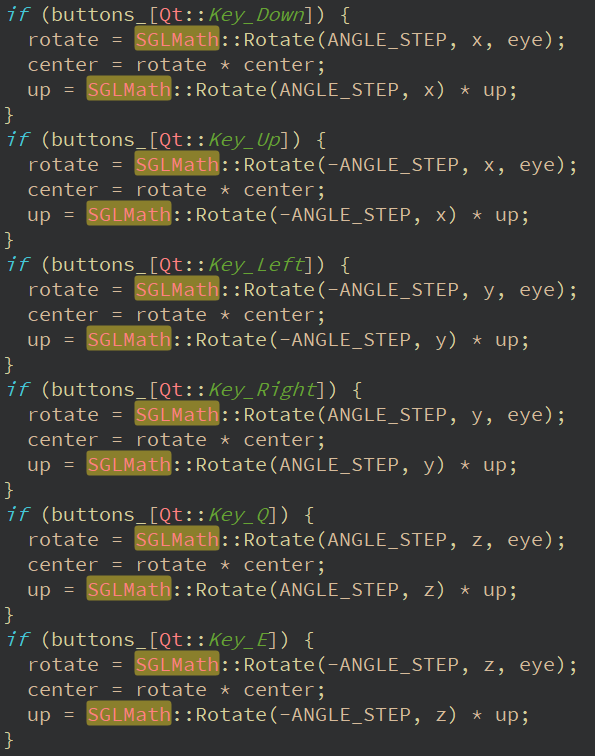 if (buttons_[Qt::Key_Down]) {
  rotate = SGLMath::Rotate(ANGLE_STEP, x, eye);
  center = rotate * center;
  up = SGLMath::Rotate(ANGLE_STEP, x) * up;
}
if (buttons_[Qt::Key_Up]) {
  rotate = SGLMath::Rotate(-ANGLE_STEP, x, eye);
  center = rotate * center;
  up = SGLMath::Rotate(-ANGLE_STEP, x) * up;
}
if (buttons_[Qt::Key_Left]) {
  rotate = SGLMath::Rotate(-ANGLE_STEP, y, eye);
  center = rotate * center;
  up = SGLMath::Rotate(-ANGLE_STEP, y) * up;
}
if (buttons_[Qt::Key_Right]) {
  rotate = SGLMath::Rotate(ANGLE_STEP, y, eye);
  center = rotate * center;
  up = SGLMath::Rotate(ANGLE_STEP, y) * up;
}
if (buttons_[Qt::Key_Q]) {
  rotate = SGLMath::Rotate(ANGLE_STEP, z, eye);
  center = rotate * center;
  up = SGLMath::Rotate(ANGLE_STEP, z) * up;
}
if (buttons_[Qt::Key_E]) {
  rotate = SGLMath::Rotate(-ANGLE_STEP, z, eye);
  center = rotate * center;
  up = SGLMath::Rotate(-ANGLE_STEP, z) * up;
}